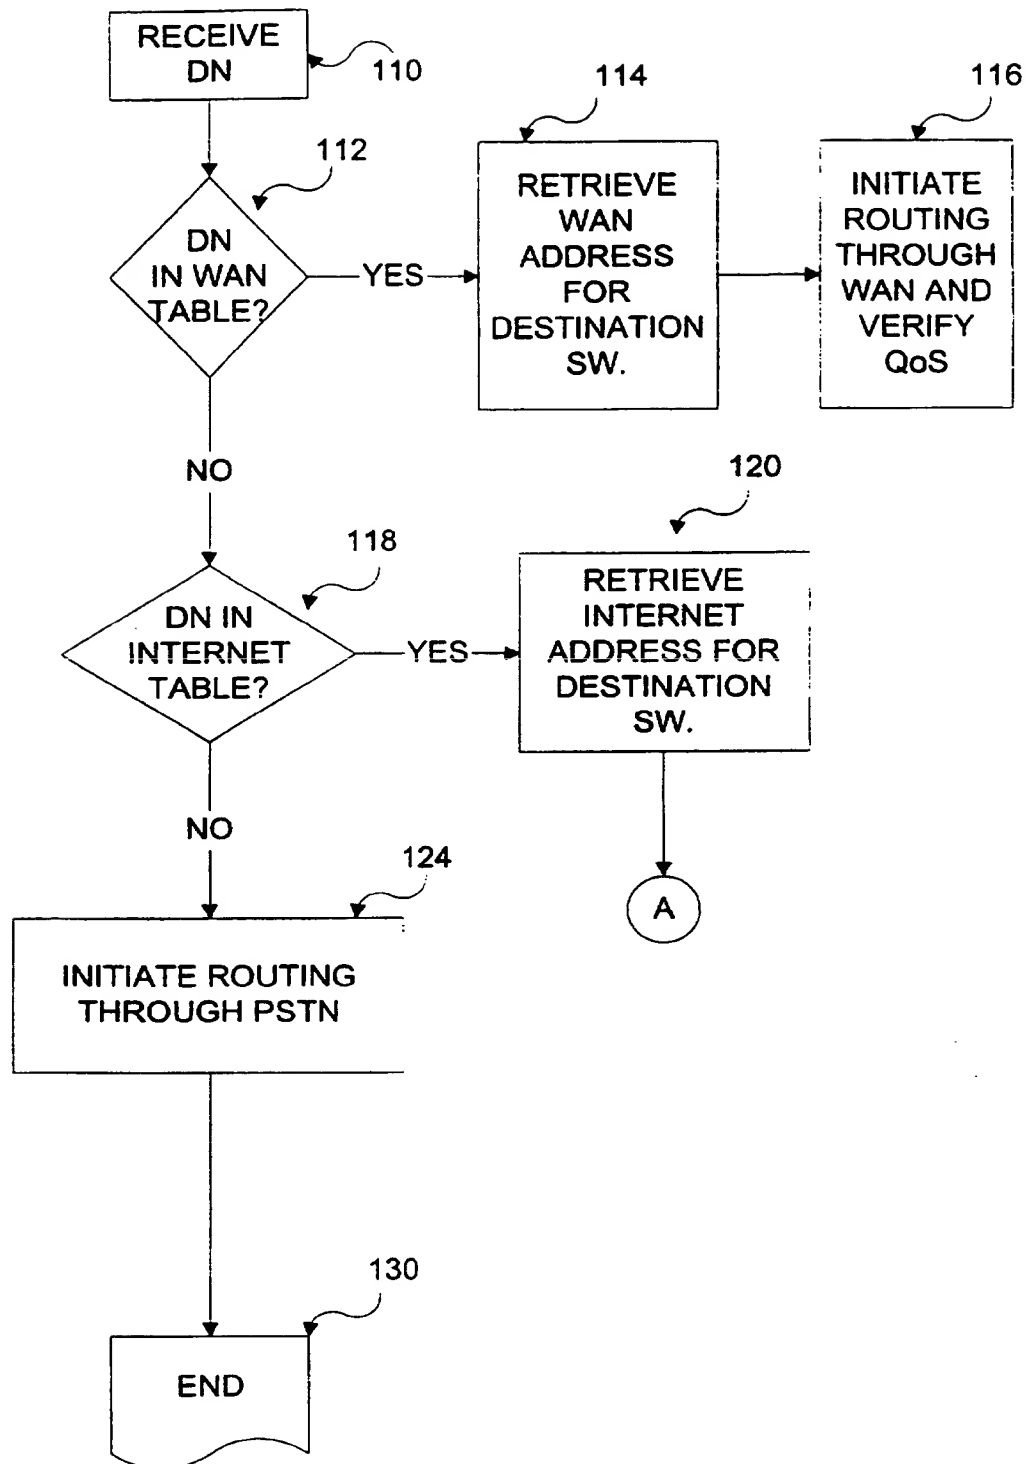 RECEIVE
DN
110
112
DN
IN WAN
TABLE?
YES
114
RETRIEVE
WAN
ADDRESS
FOR
DESTINATION
SW.
116
INITIATE
ROUTING
THROUGH
WAN AND
VERIFY
QoS
NO
118
DN IN
INTERNET
TABLE?
YES
120
RETRIEVE
INTERNET
ADDRESS FOR
DESTINATION
SW.
A
NO
124
INITIATE ROUTING
THROUGH PSTN
130
END